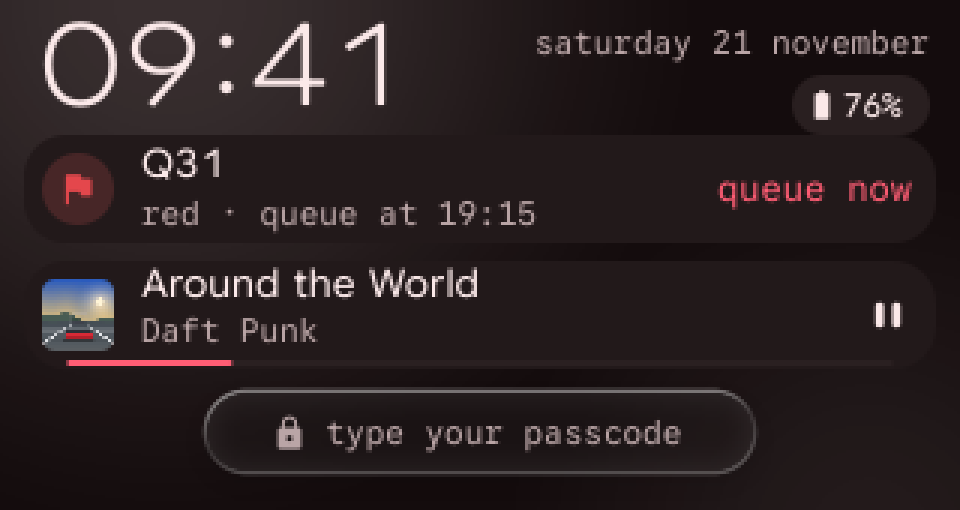 09:41
saturday 21 november
76%
Q31
red · queue at 19:15
queue now
Around the World
Daft Punk
type your passcode